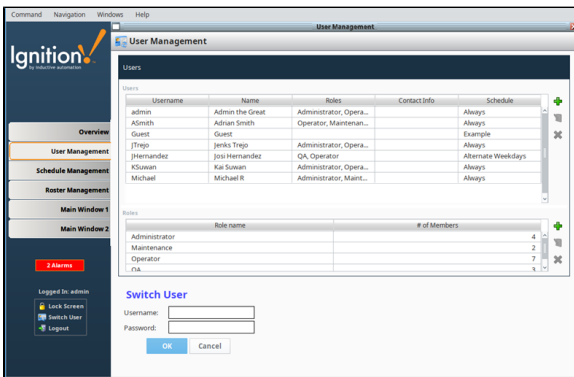 Command Navigation Windows Help
User Management
Ignition!
by inductive automation
User Management
Users
Users
Username Name Roles Contact Info Schedule
admin Admin the Great Administrator, Opera... Always
ASmith Adrian Smith Operator, Maintenan... Always
Guest Guest Example
JTrejo Jenks Trejo Administrator, Opera... Always
JHernandez Josi Hernandez QA, Operator Alternate Weekdays
KSuwan Kai Suwan Administrator, Opera... Always
Michael Michael R Administrator, Maint... Always
Overview
User Management
Schedule Management
Roster Management
Main Window 1
Main Window 2
Roles
Role name # of Members
Administrator 4
Maintenance 2
Operator 7
QA 3
2 Alarms
Logged In: admin
Lock Screen
Switch User
Logout
Switch User
Username:
Password:
OK Cancel